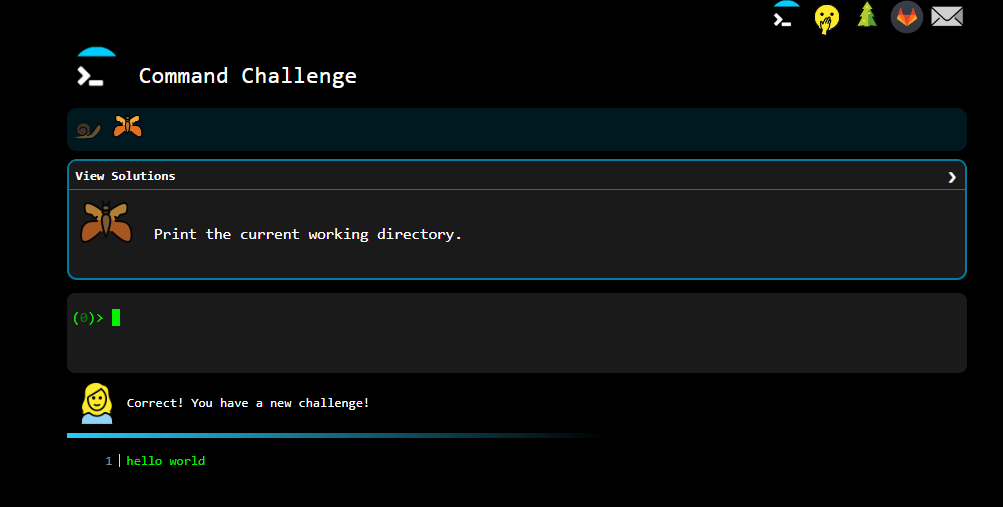 Command Challenge
View Solutions
Print the current working directory.
(0)>
Correct! You have a new challenge!
1 hello world